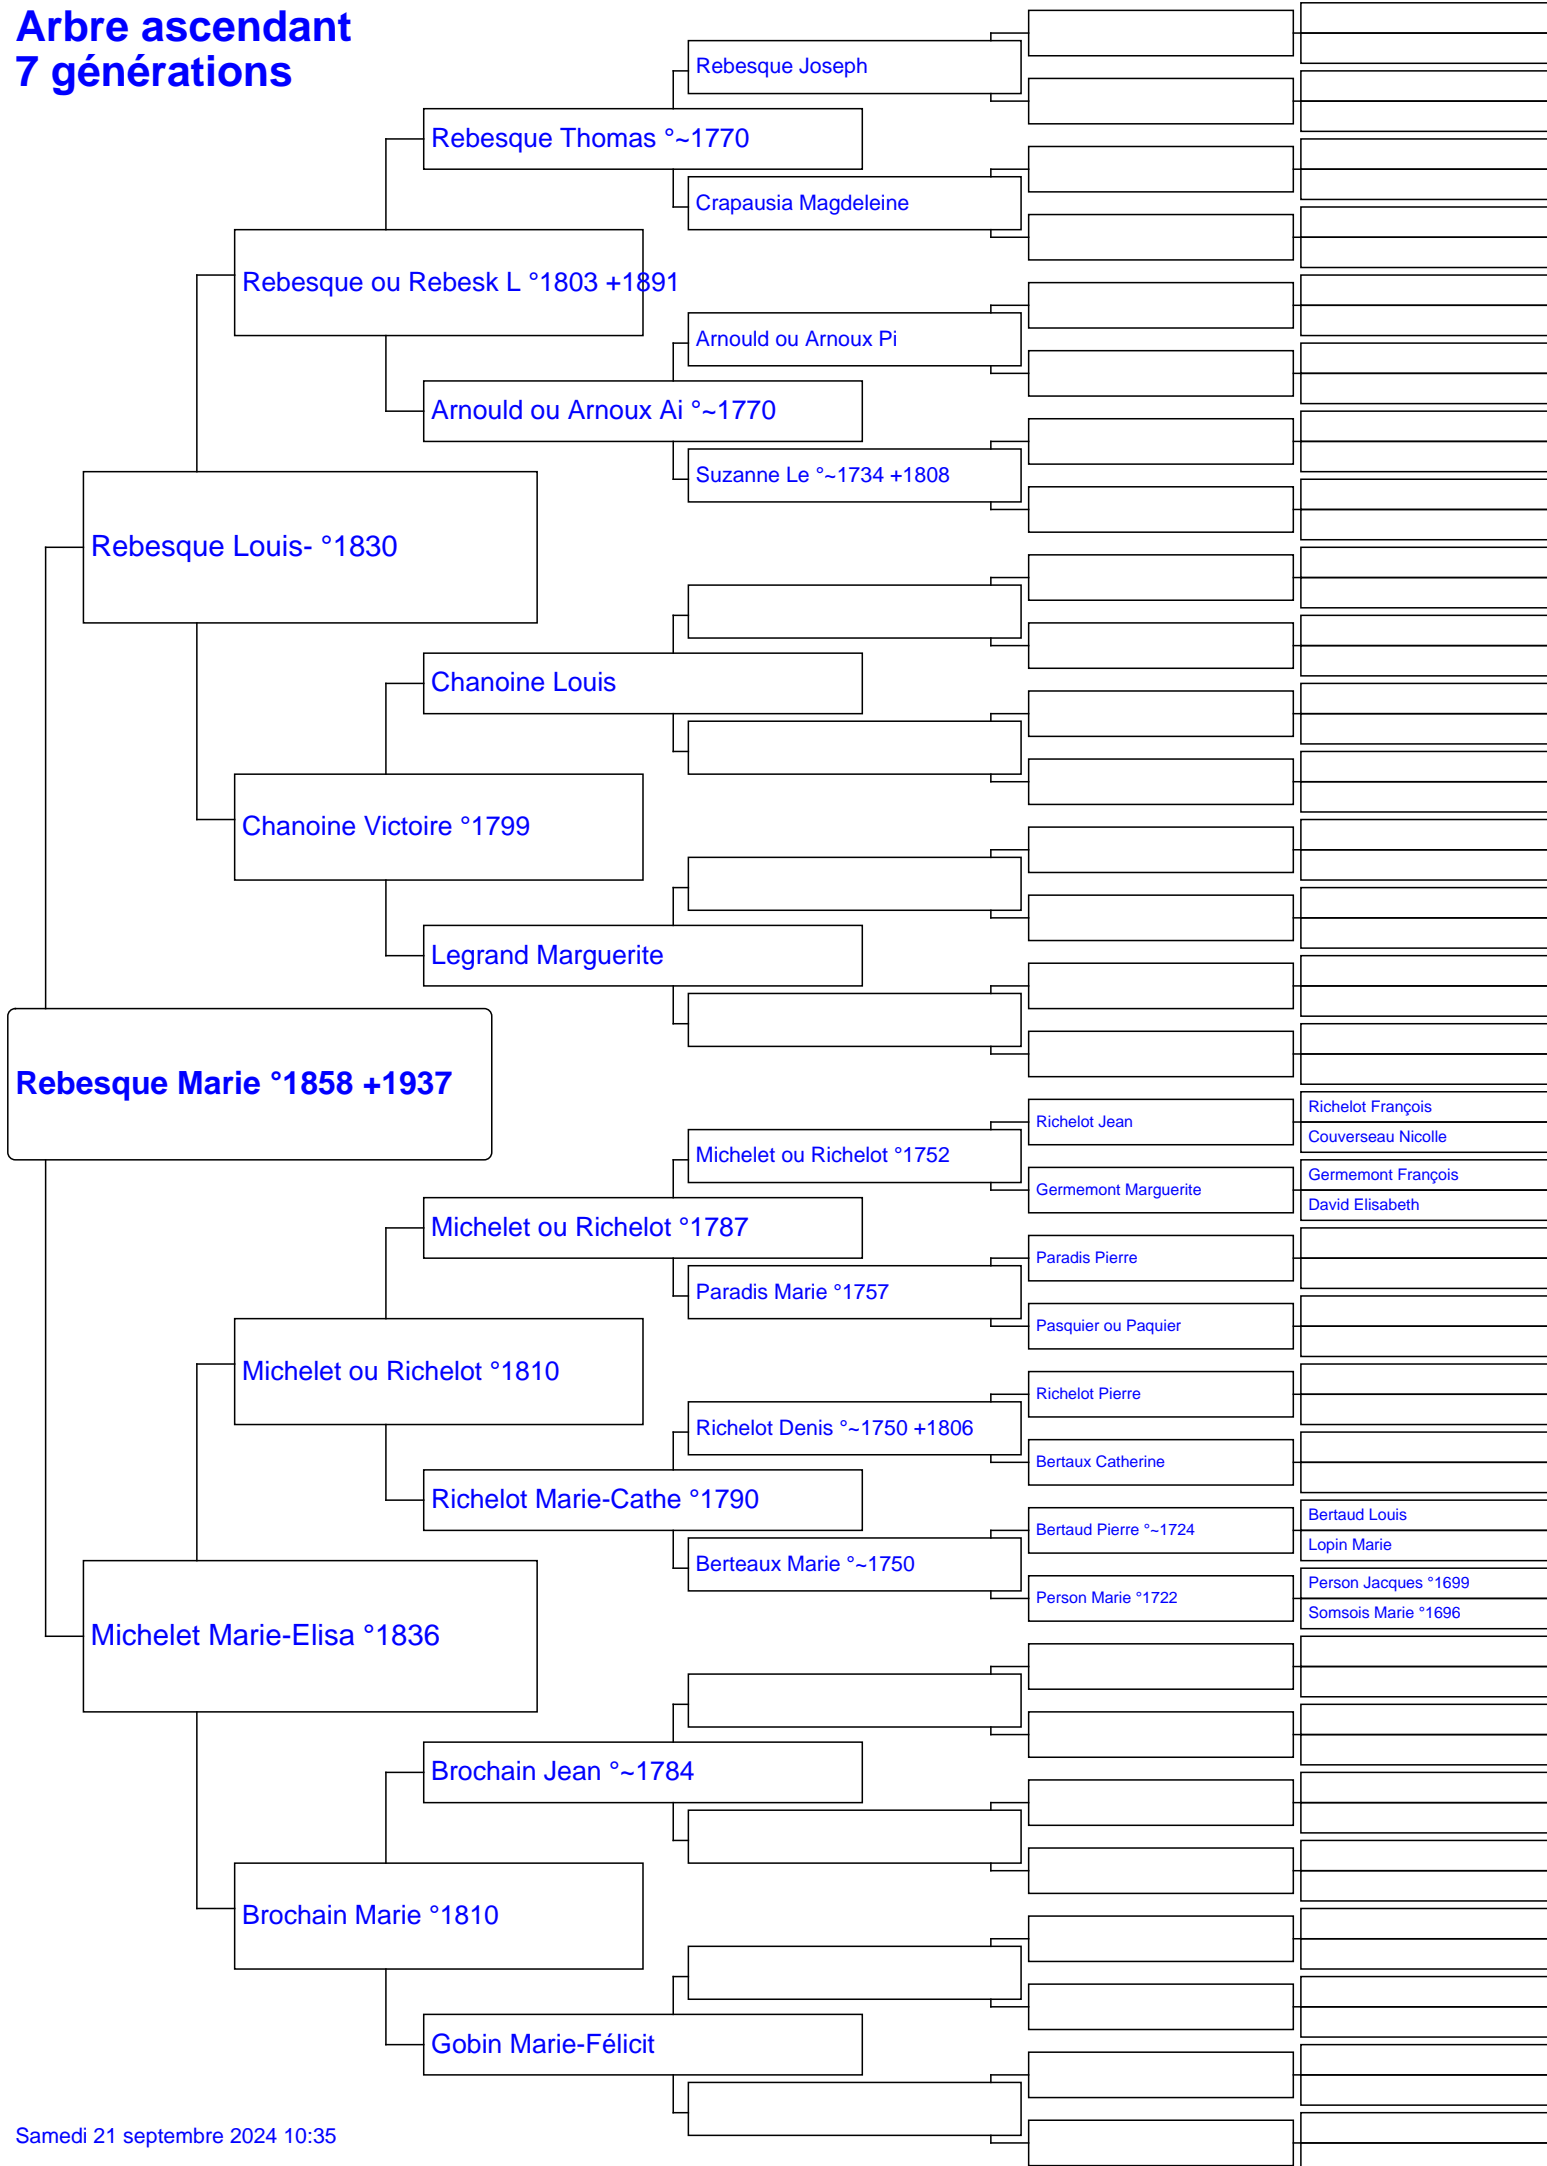 Arbre ascendant
7 générations
Rebesque Joseph
Rebesque Thomas °~1770
Crapausia Magdeleine
Rebesque ou Rebesk L °1803 +1891
Arnould ou Arnoux Pi
Arnould ou Arnoux Ai °~1770
Suzanne Le °~1734 +1808
Rebesque Louis- °1830
Chanoine Louis
Chanoine Victoire °1799
Legrand Marguerite
Rebesque Marie °1858 +1937
Richelot François
Richelot Jean
Couverseau Nicolle
Michelet ou Richelot °1752
Germemont François
Germemont Marguerite
David Elisabeth
Michelet ou Richelot °1787
Paradis Pierre
Paradis Marie °1757
Pasquier ou Paquier
Michelet ou Richelot °1810
Richelot Pierre
Richelot Denis °~1750 +1806
Bertaux Catherine
Richelot Marie-Cathe °1790
Bertaud Louis
Bertaud Pierre °~1724
Lopin Marie
Berteaux Marie °~1750
Person Jacques °1699
Person Marie °1722
Somsois Marie °1696
Michelet Marie-Elisa °1836
Brochain Jean °~1784
Brochain Marie °1810
Gobin Marie-Félicit
Samedi 21 septembre 2024 10:35